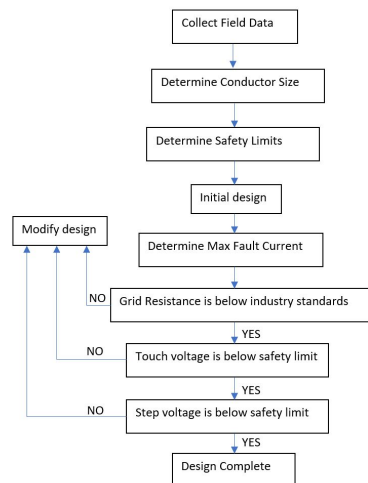 Collect Field Data
Determine Conductor Size
Determine Safety Limits
Initial design
Modify design
Determine Max Fault Current
NO
Grid Resistance is below industry standards
YES
NO
Touch voltage is below safety limit
YES
NO
Step voltage is below safety limit
YES
Design Complete